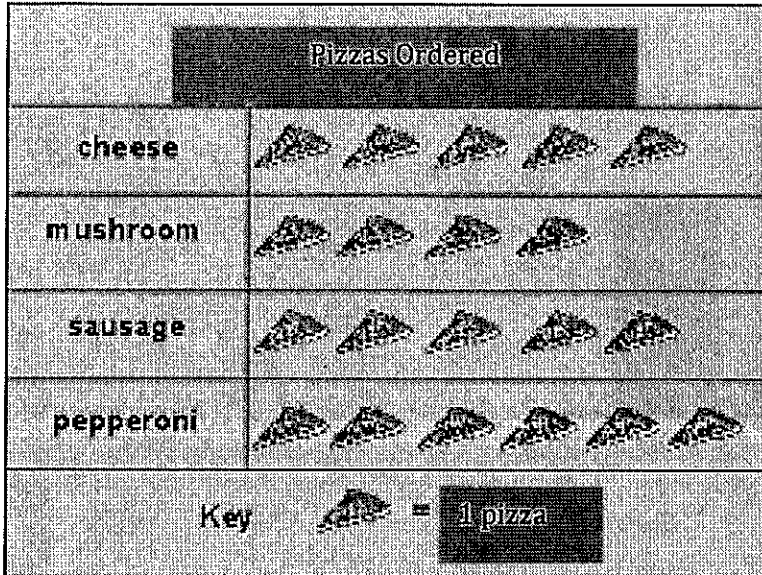 Pizzas Ordered
cheese
mushroom
sausage
pepperoni
Key = 1 pizza